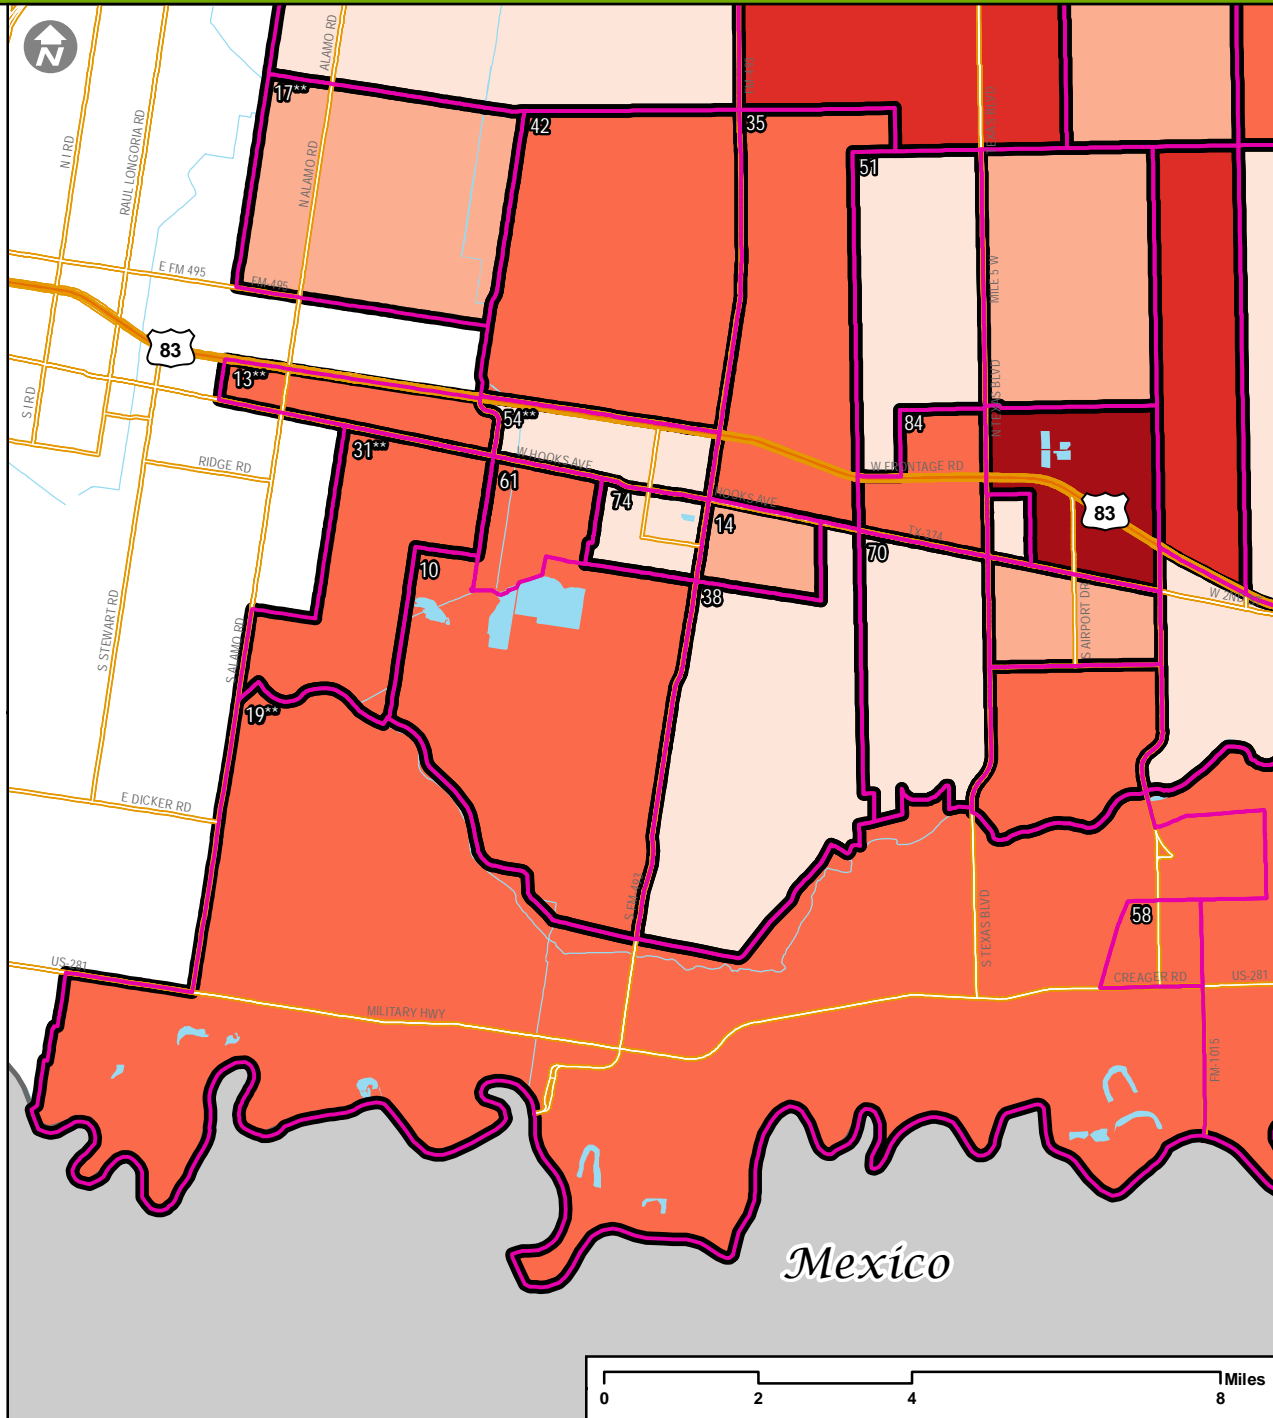 N
ALAMO RD
17**
42
35
51
N I RD
RAUL LONGORIA RD
N ALAMO RD
E FM 495
FM-495
MILE 5 W
83
13**
54**
S I RD
N TEXAS BLVD
84
31**
W HOOKS AVE
W FRONTAGE RD
RIDGE RD
61
74
HOOKS AVE
83
14
TX-374
70
10
38
S STEWART RD
S ALAMO RD
S AIRPORT DR
W 2ND
19**
E DICKER RD
S FM-493
58
S TEXAS BLVD
US-281
CREAGER RD
US-281
MILITARY HWY
FM-1015
Mexico
Miles
0 2 4 8